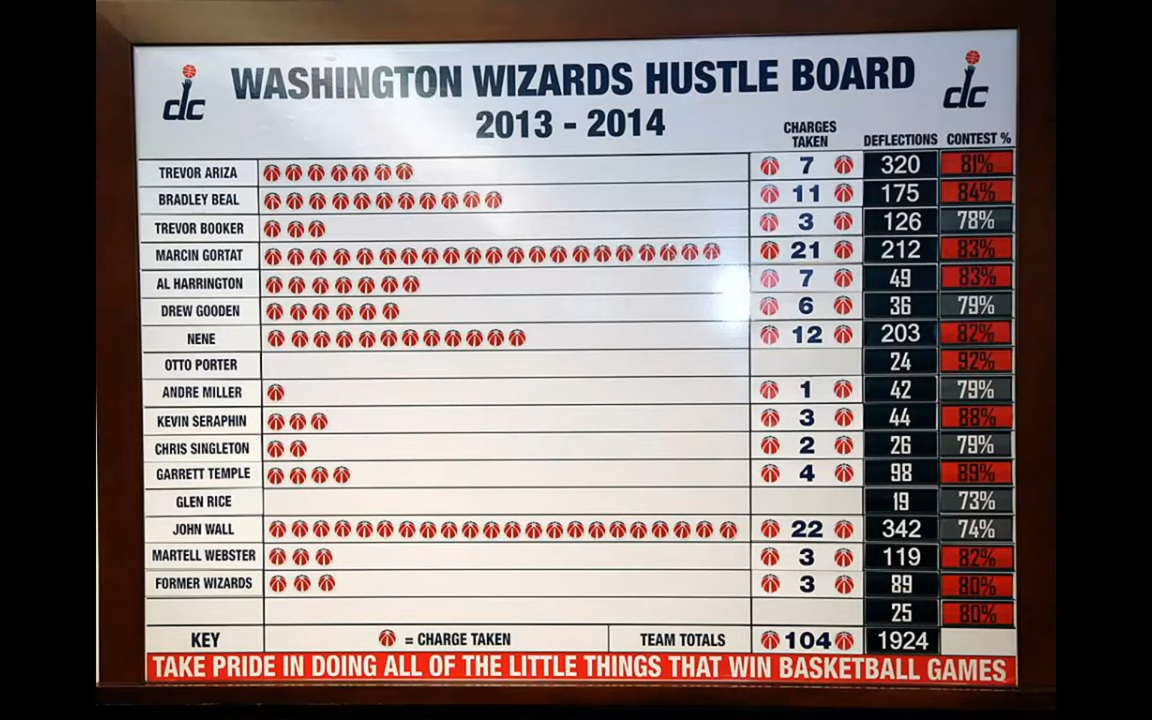 dc WASHINGTON WIZARDS HUSTLE BOARD dc
2013 - 2014
CHARGES TAKEN DEFLECTIONS CONTEST %
TREVOR ARIZA 7 320 81%
BRADLEY BEAL 11 175 84%
TREVOR BOOKER 3 126 78%
MARCIN GORTAT 21 212 83%
AL HARRINGTON 7 49 83%
DREW GOODEN 6 36 79%
NENE 12 203 82%
OTTO PORTER 24 92%
ANDRE MILLER 1 42 79%
KEVIN SERAPHIN 3 44 88%
CHRIS SINGLETON 2 26 79%
GARRETT TEMPLE 4 98 89%
GLEN RICE 19 73%
JOHN WALL 22 342 74%
MARTELL WEBSTER 3 119 82%
FORMER WIZARDS 3 89 80%
25 80%
KEY = CHARGE TAKEN TEAM TOTALS 104 1924
TAKE PRIDE IN DOING ALL OF THE LITTLE THINGS THAT WIN BASKETBALL GAMES